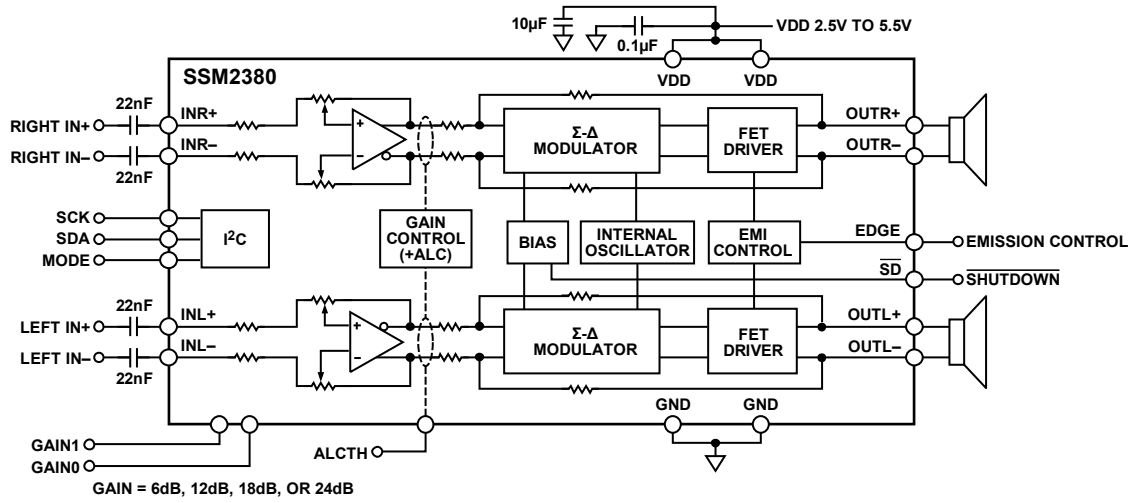 10µF
0.1µF
VDD 2.5V TO 5.5V
SSM2380
VDD
VDD
22nF
INR+
RIGHT IN+
RIGHT IN–
INR–
22nF
Σ-Δ
MODULATOR
FET
DRIVER
OUTR+
OUTR–
SCK
SDA
MODE
I²C
GAIN
CONTROL
(+ALC)
BIAS
INTERNAL
OSCILLATOR
EMI
CONTROL
EDGE
EMISSION CONTROL
SD
SHUTDOWN
22nF
INL+
LEFT IN+
LEFT IN–
INL–
22nF
Σ-Δ
MODULATOR
FET
DRIVER
OUTL+
OUTL–
GND
GND
GAIN1
GAIN0
ALCTH
GAIN = 6dB, 12dB, 18dB, OR 24dB